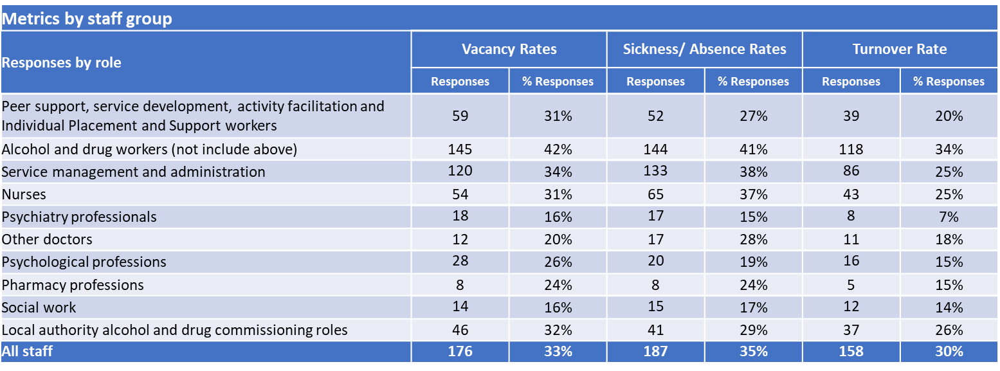 Metrics by staff group
Responses by role
Vacancy Rates
Sickness/ Absence Rates
Turnover Rate
Responses
% Responses
Responses
% Responses
Responses
% Responses
Peer support, service development, activity facilitation and
Individual Placement and Support workers
59 31% 52 27% 39 20%
Alcohol and drug workers (not include above) 145 42% 144 41% 118 34%
Service management and administration 120 34% 133 38% 86 25%
Nurses 54 31% 65 37% 43 25%
Psychiatry professionals 18 16% 17 15% 8 7%
Other doctors 12 20% 17 28% 11 18%
Psychological professions 28 26% 20 19% 16 15%
Pharmacy professions 8 24% 8 24% 5 15%
Social work 14 16% 15 17% 12 14%
Local authority alcohol and drug commissioning roles 46 32% 41 29% 37 26%
All staff 176 33% 187 35% 158 30%